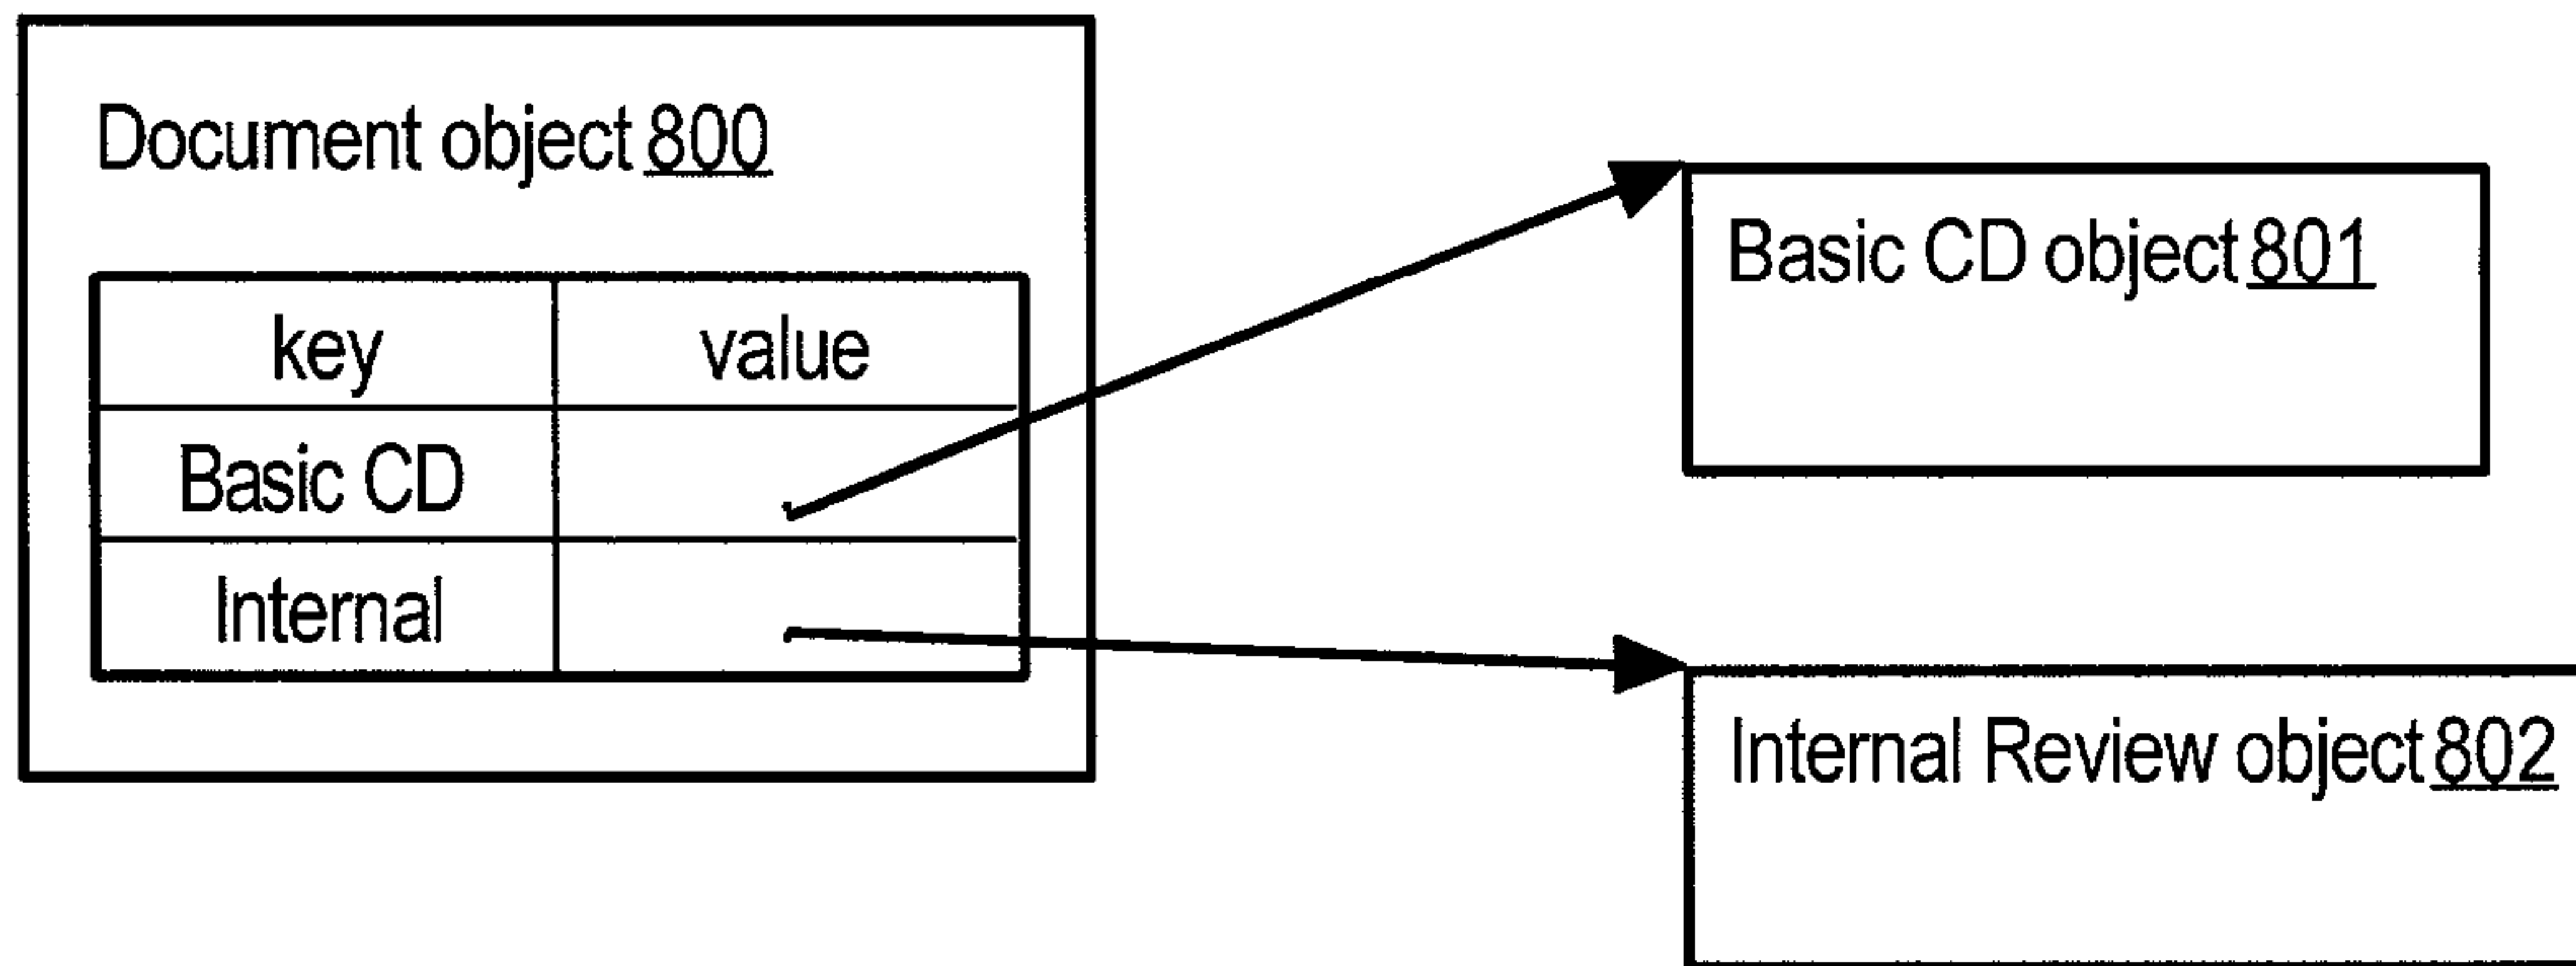 Document object 800
key value
Basic CD
Internal
Basic CD object 801
Internal Review object 802